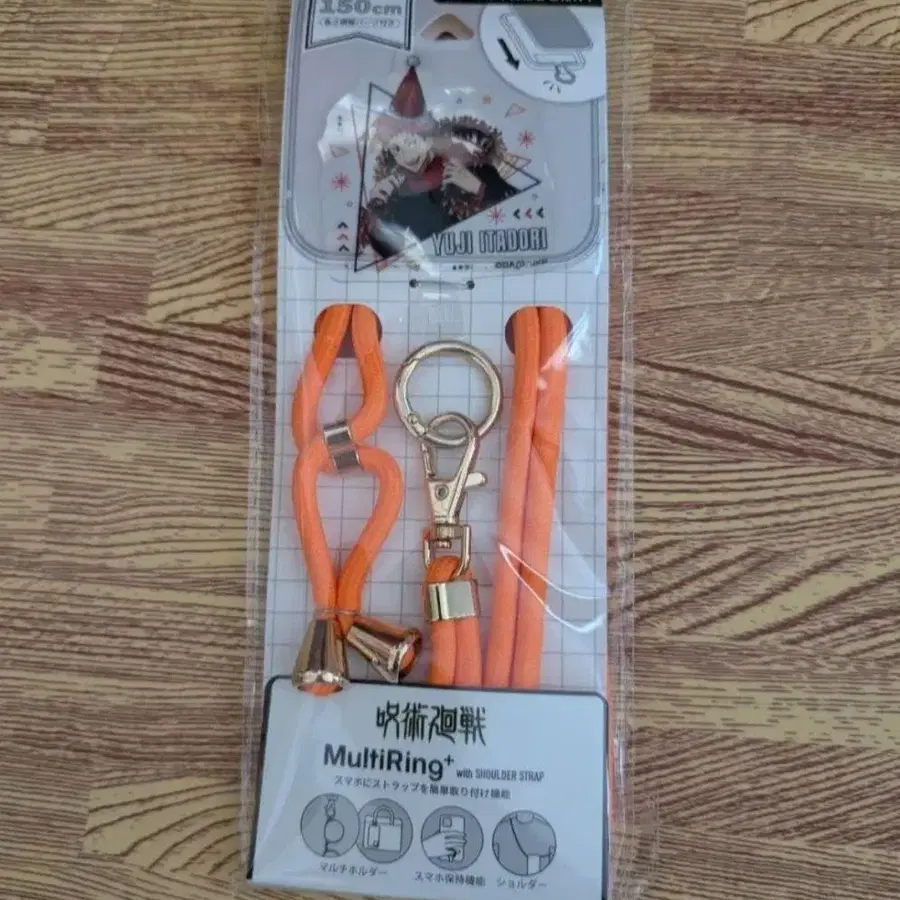 150cm
YUJI ITADORI
呪術廻戦
MultiRing+ with SHOULDER STRAP
スマホにストラップを簡単取り付け機能
マルチホルダー
スマホ保持機能
ショルダー